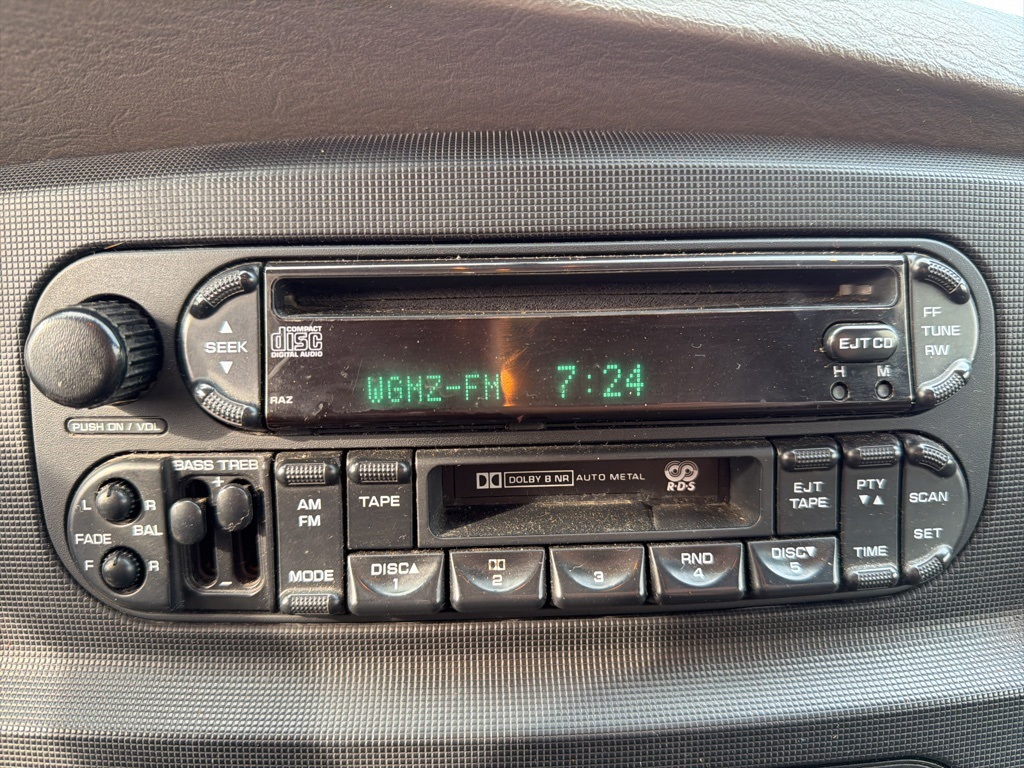 SEEK
COMPACT
disc
DIGITAL AUDIO
RAZ
WGMZ-FM 7:24
EJT CD
H M
FF
TUNE
RW
PUSH ON / VOL
BASS TREB
+
-
L R
BAL
FADE
F R
AM
FM
MODE
TAPE
DOLBY B NR AUTO METAL
R·D·S
EJT
TAPE
PTY
TIME
SCAN
SET
DISC
1
2
3
RND
4
DISC
5